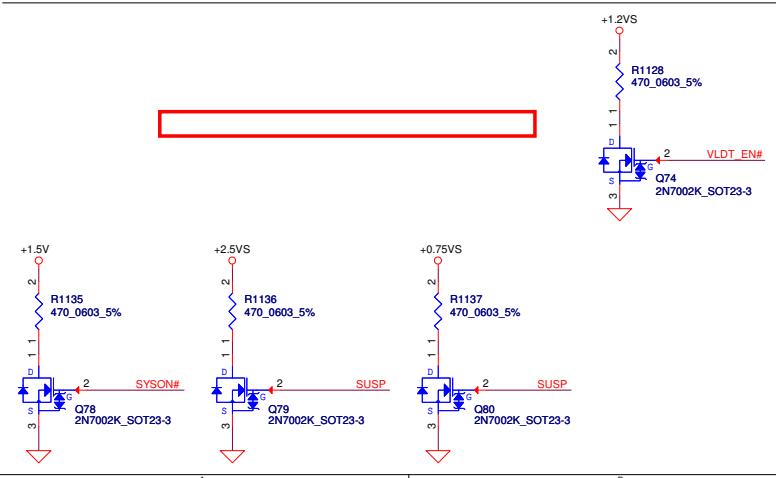 +1.2VS
2
R1128
470_0603_5%
1
1
D
2
VLDT_EN#
G
S
Q74
2N7002K_SOT23-3
3
+1.5V
2
R1135
470_0603_5%
1
1
D
2
SYSON#
G
S
Q78
2N7002K_SOT23-3
3
+2.5VS
2
R1136
470_0603_5%
1
1
D
2
SUSP
G
S
Q79
2N7002K_SOT23-3
3
+0.75VS
2
R1137
470_0603_5%
1
1
D
2
SUSP
G
S
Q80
2N7002K_SOT23-3
3